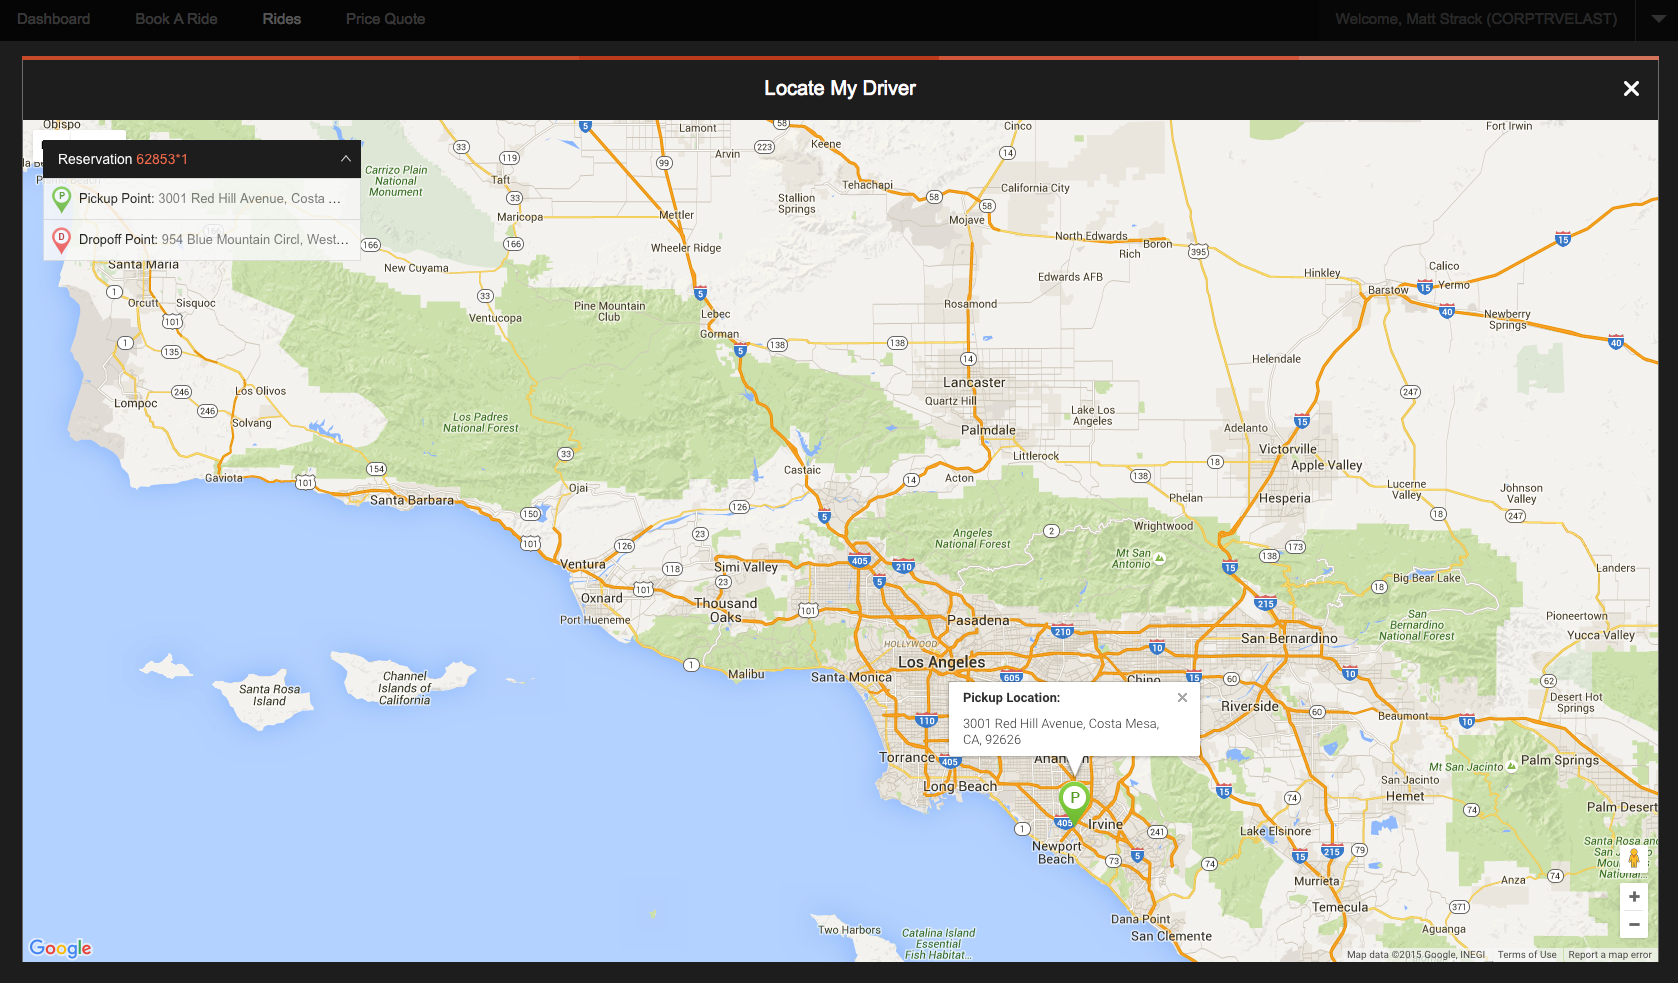 Dashboard
Book A Ride
Rides
Price Quote
Welcome, Matt Strack (CORPTRVELAST)
Locate My Driver
Reservation 62853*1
Pickup Point: 3001 Red Hill Avenue, Costa ...
Dropoff Point: 954 Blue Mountain Circl, West...
Pickup Location:
3001 Red Hill Avenue, Costa Mesa,
CA, 92626
Obispo
Carrizo Plain
National
Monument
Taft
Maricopa
New Cuyama
Ventucopa
Santa Maria
Orcutt
Sisquoc
Los Olivos
Lompoc
Solvang
Gaviota
Santa Barbara
Ojai
Los Padres
National Forest
Pine Mountain
Club
Lamont
Arvin
Keene
Tehachapi
Stallion
Springs
Mettler
Wheeler Ridge
Lebec
Gorman
Castaic
Cinco
California City
Mojave
North Edwards
Boron
Rich
Edwards AFB
Rosamond
Lancaster
Quartz Hill
Lake Los
Angeles
Palmdale
Littlerock
Acton
Fort Irwin
Hinkley
Calico
Barstow
Yermo
Newberry
Springs
Helendale
Adelanto
Victorville
Apple Valley
Hesperia
Phelan
Wrightwood
Lucerne
Valley
Johnson
Valley
Angeles
National Forest
Mt San
Antonio
Big Bear Lake
Landers
San
Bernardino
National Forest
Pioneertown
Yucca Valley
Ventura
Oxnard
Port Hueneme
Simi Valley
Thousand
Oaks
Malibu
Santa Monica
Pasadena
HOLLYWOOD
Los Angeles
Chino
San Bernardino
Riverside
Beaumont
Desert Hot
Springs
Mt San Jacinto
Palm Springs
San Jacinto
Hemet
Palm Desert
Torrance
Long Beach
P
Irvine
Newport
Beach
Lake Elsinore
Murrieta
Temecula
Anza
Aguanga
Santa Rosa and
Dana Point
San Clemente
Santa Rosa
Island
Channel
Islands of
California
Two Harbors
Catalina Island
Essential
Fish Habitat...
Google
Map data ©2015 Google, INEGI
Terms of Use
Report a map error